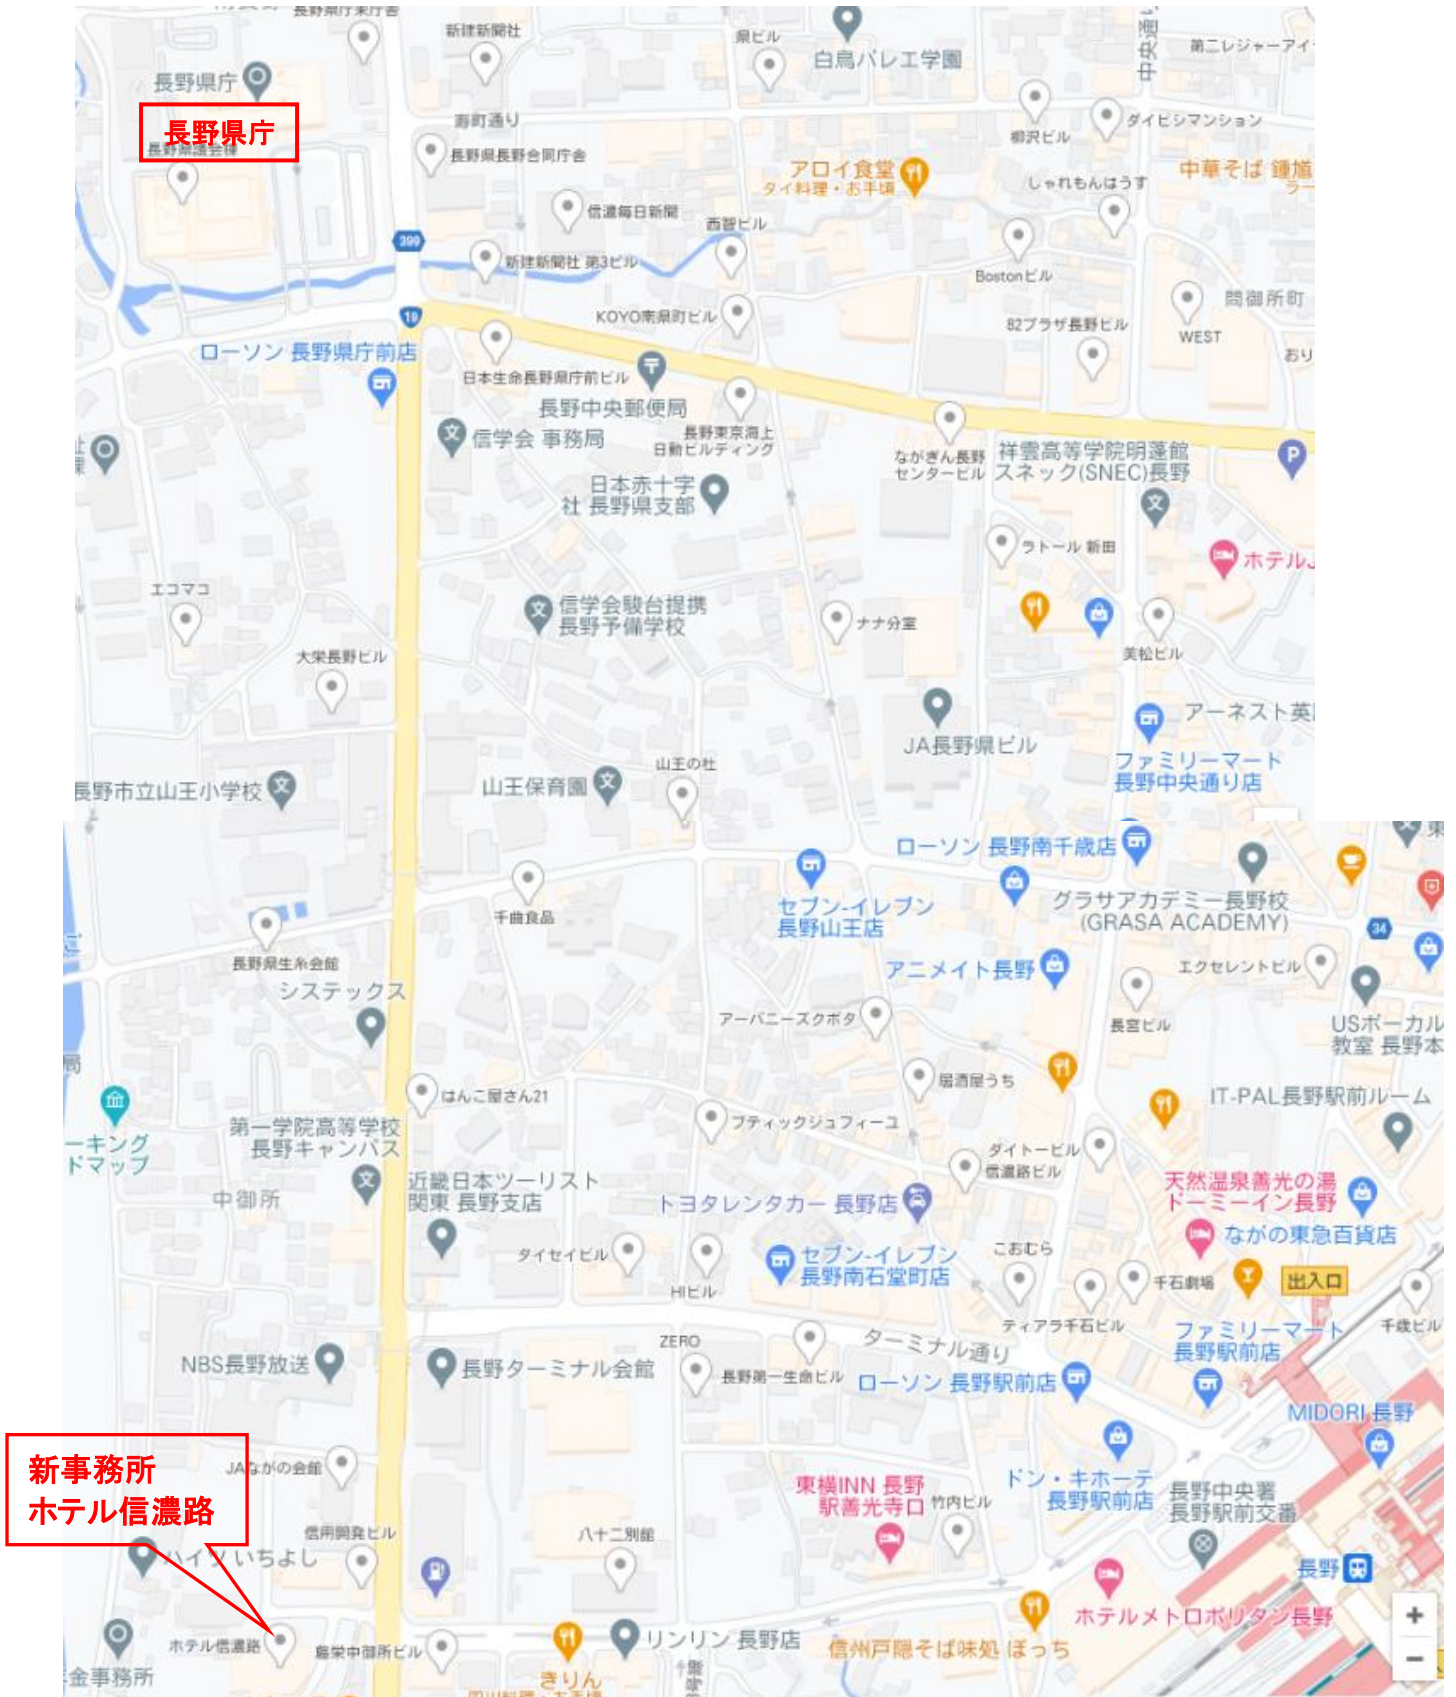 長野県庁東庁舎
新建新聞社
県ビル
白鳥バレエ学園
中央通り
第二レジャーアイ
長野県庁
長野県庁
長野県議会棟
寿町通り
長野県長野合同庁舎
柳沢ビル
ダイビシマンション
アロイ食堂
タイ料理・お手頃
しゃれもんはうす
中華そば 鍾馗
ラー
信濃毎日新聞
西智ビル
399
新建新聞社 第3ビル
Bostonビル
問御所町
19
KOYO南県町ビル
82プラザ長野ビル
WEST
ローソン 長野県庁前店
おり
日本生命長野県庁前ビル
長野中央郵便局
信学会 事務局
長野東京海上
日動ビルディング
ながぎん長野
センタービル
祥雲高等学院明蓬館
スネック(SNEC)長野
P
日本赤十字
社 長野県支部
ラトール 新田
ホテルJ
エコマコ
信学会駿台提携
長野予備学校
ナナ分室
大栄長野ビル
美松ビル
アーネスト英
JA長野県ビル
ファミリーマート
長野中央通り店
山王の杜
長野市立山王小学校
山王保育園
ローソン 長野南千歳店
東
千曲食品
セブン-イレブン
長野山王店
グラサアカデミー長野校
(GRASA ACADEMY)
34
長野県生糸会館
アニメイト長野
エクセレントビル
システックス
アーバニーズクボタ
長宮ビル
USボーカル
教室 長野本
局
居酒屋うち
はんこ屋さん21
IT-PAL長野駅前ルーム
ーキング
ドマップ
第一学院高等学校
長野キャンパス
ブティックジュフィーユ
ダイトービル
信濃路ビル
中御所
近畿日本ツーリスト
関東 長野支店
トヨタレンタカー 長野店
天然温泉善光の湯
ドーミーイン長野
ながの東急百貨店
タイセイビル
HIビル
セブン-イレブン
長野南石堂町店
こおむら
千石劇場
出入口
ティアラ千石ビル
千歳ビル
ZERO
ターミナル通り
ファミリーマート
長野駅前店
NBS長野放送
長野ターミナル会館
長野第一生命ビル
ローソン 長野駅前店
MIDORI 長野
新事務所
ホテル信濃路
JAながの会館
東横INN 長野
駅善光寺口
竹内ビル
ドン・キホーテ
長野駅前店
長野中央署
長野駅前交番
信用開発ビル
八十二別館
ハイツ いちよし
長野
ホテルメトロポリタン長野
ホテル信濃路
島栄中御所ビル
リンリン 長野店
信州戸隠そば味処 ぼっち
金事務所
きりん
四川料理・お手頃